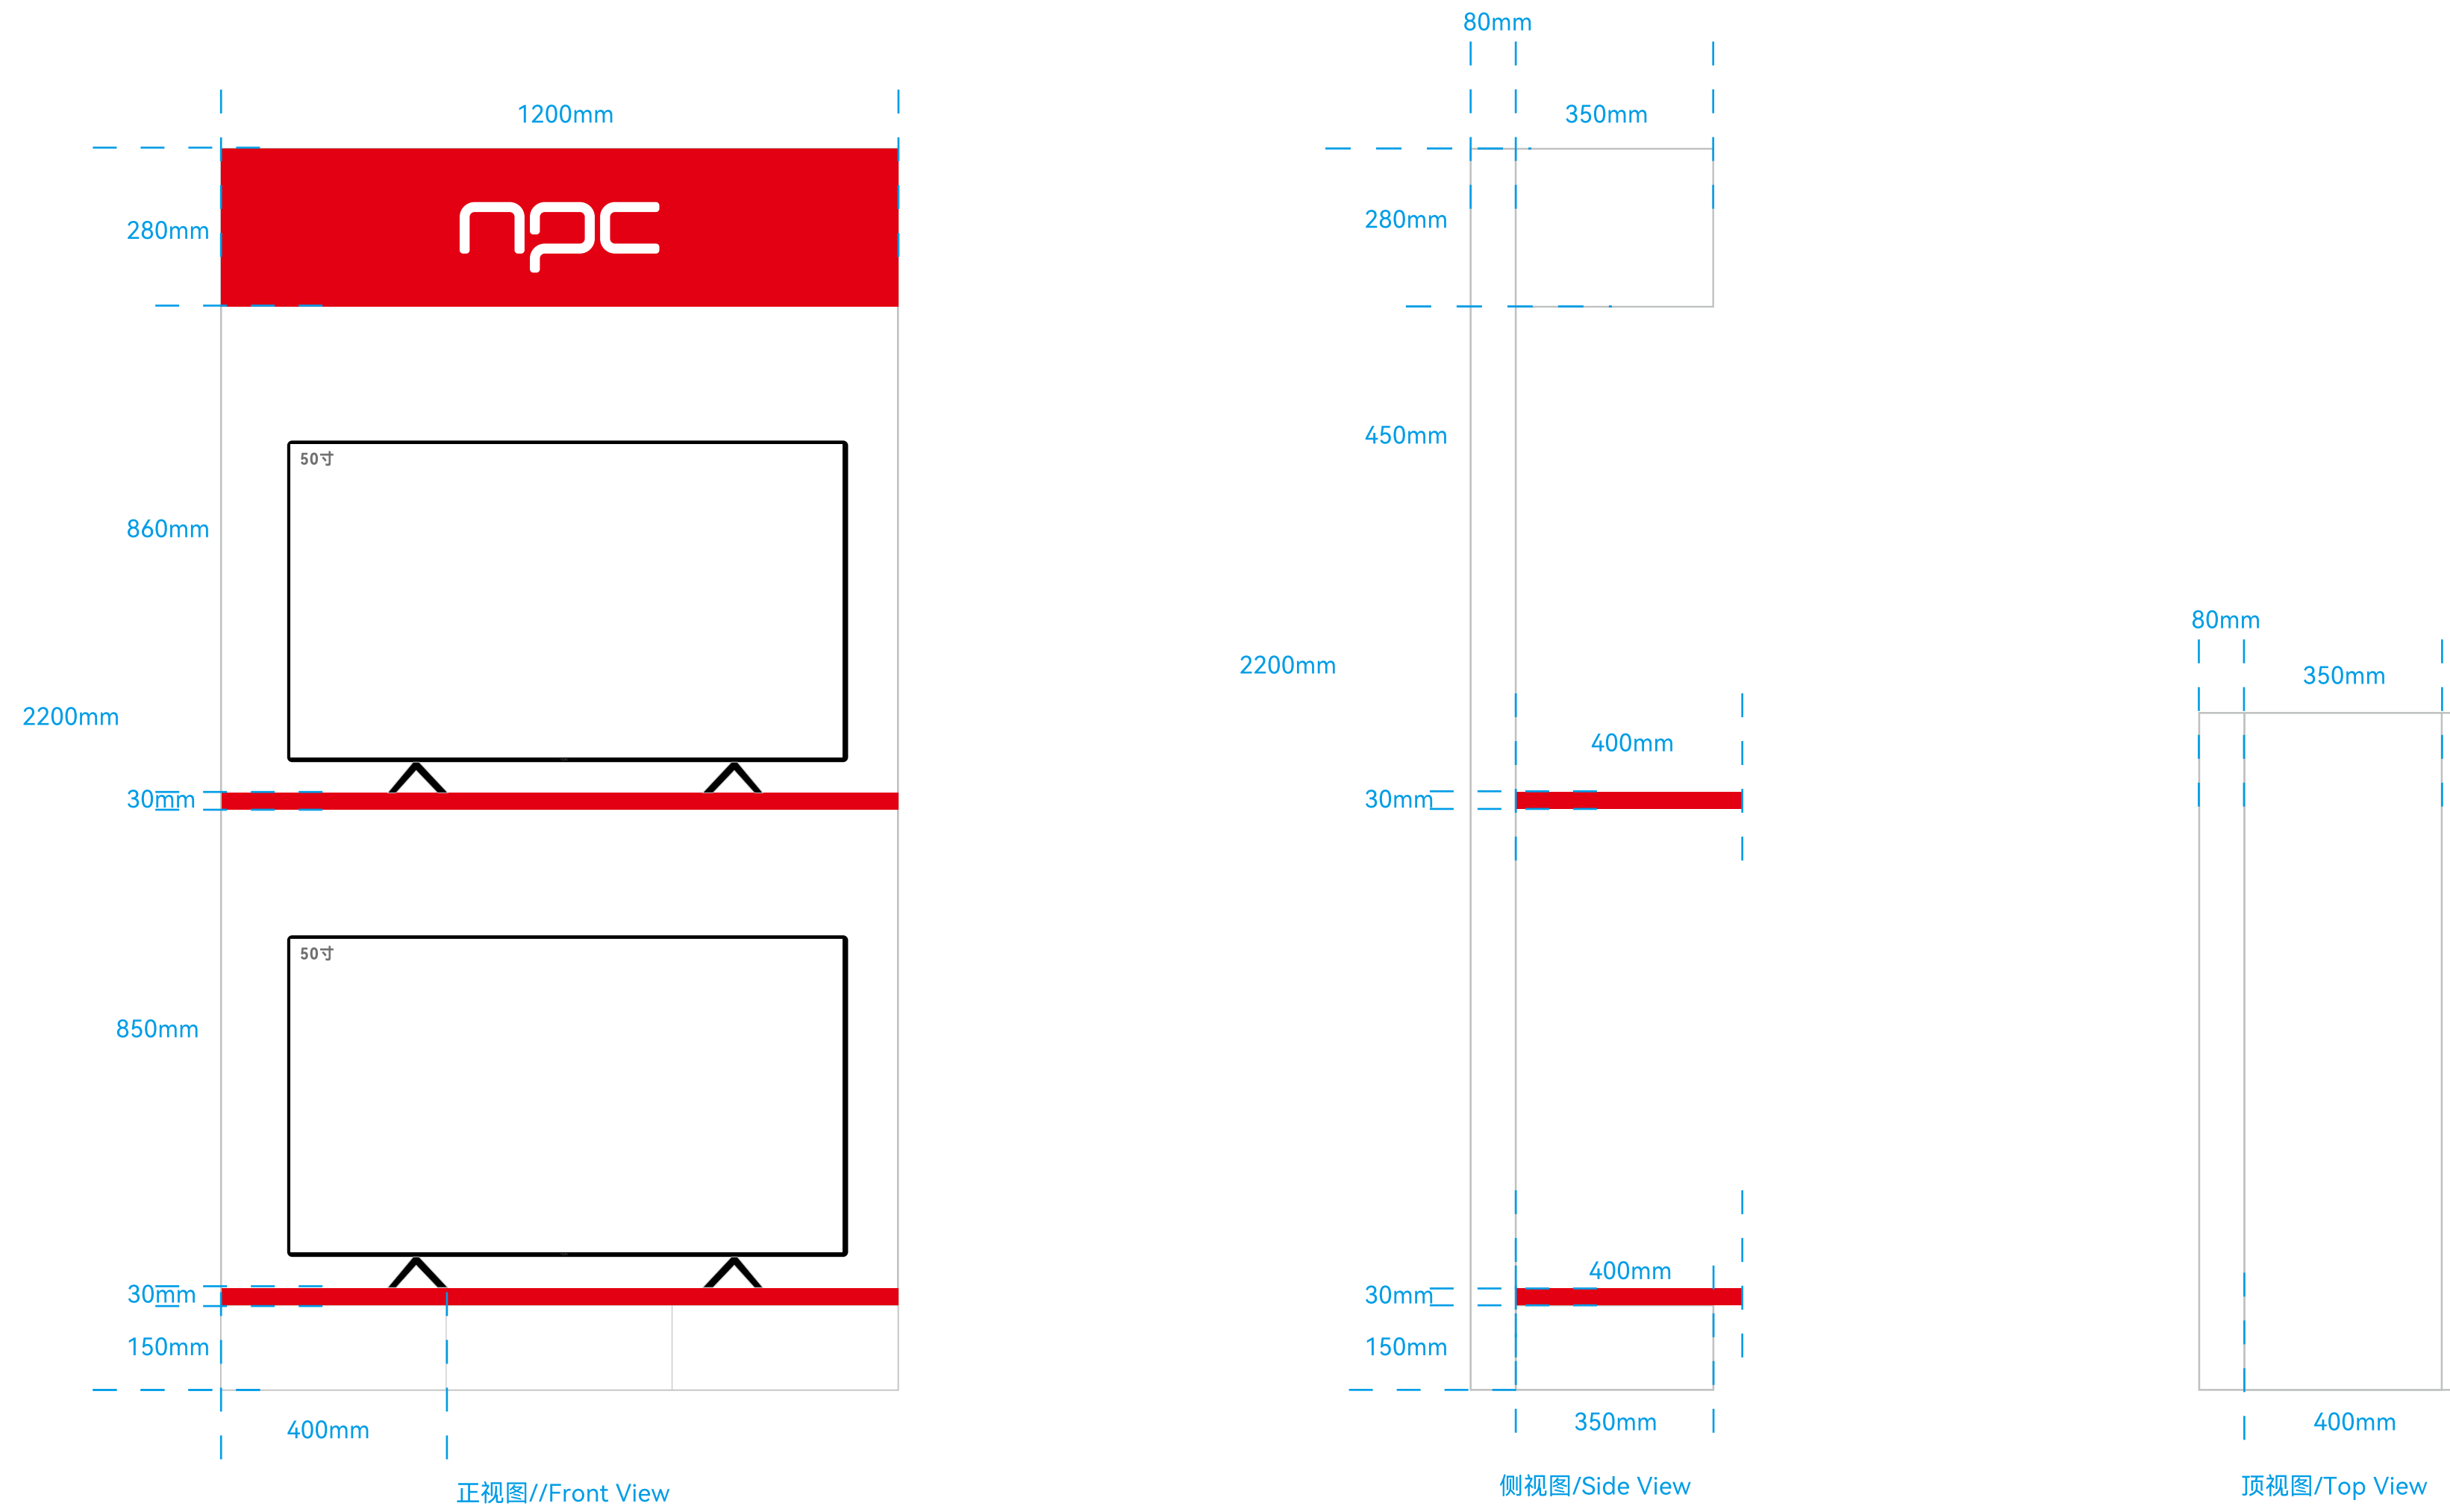 1200mm
npc
280mm
50寸
860mm
2200mm
30mm
50寸
850mm
30mm
150mm
400mm
正视图//Front View
80mm
350mm
280mm
450mm
2200mm
400mm
30mm
400mm
30mm
150mm
350mm
侧视图/Side View
80mm
350mm
400mm
顶视图/Top View